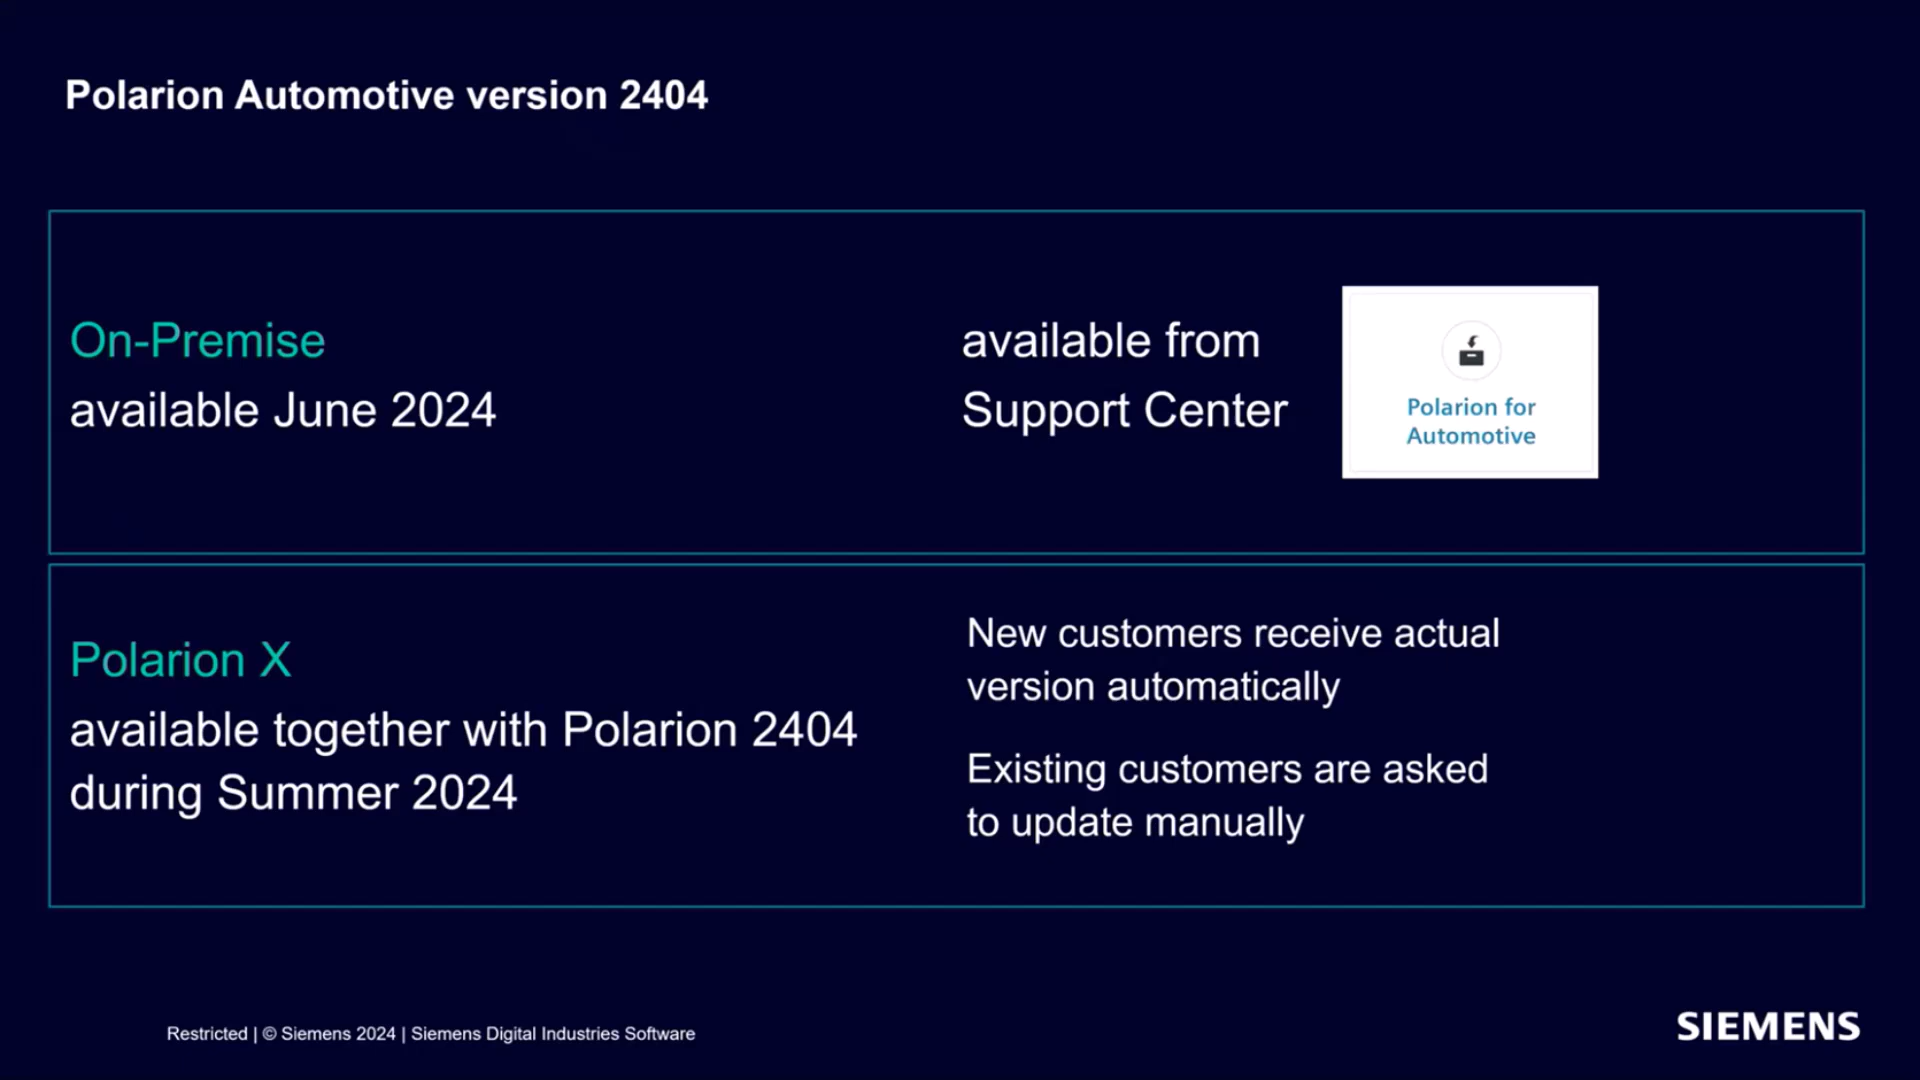 Polarion Automotive version 2404
On-Premise
available June 2024
available from
Support Center
Polarion for
Automotive
Polarion X
available together with Polarion 2404
during Summer 2024
New customers receive actual
version automatically
Existing customers are asked
to update manually
Restricted | © Siemens 2024 | Siemens Digital Industries Software
SIEMENS